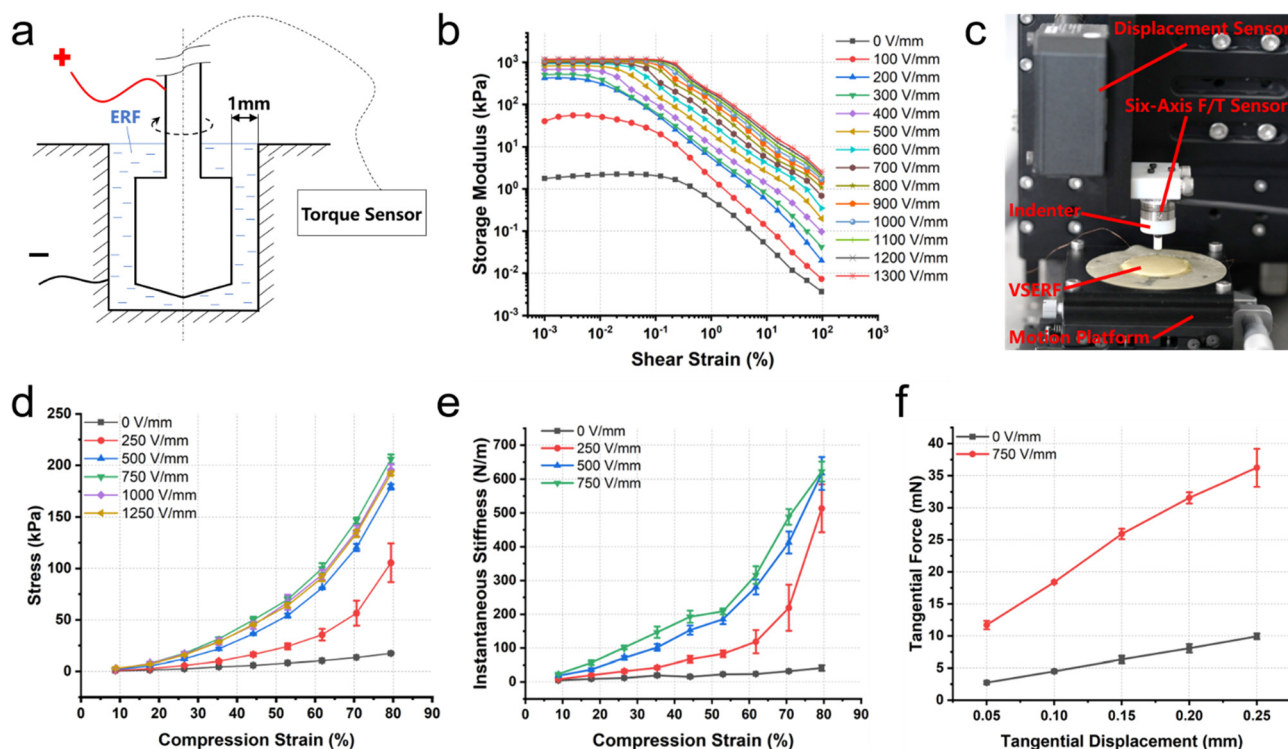 a
+
ERF
1mm
−
Torque Sensor
b
Storage Modulus (kPa)
10⁴
10³
10²
10¹
10⁰
10⁻¹
10⁻²
10⁻³
10⁻³
10⁻²
10⁻¹
10⁰
10¹
10²
10³
Shear Strain (%)
0 V/mm
100 V/mm
200 V/mm
300 V/mm
400 V/mm
500 V/mm
600 V/mm
700 V/mm
800 V/mm
900 V/mm
1000 V/mm
1100 V/mm
1200 V/mm
1300 V/mm
c
Displacement Sensor
Six-Axis F/T Sensor
Indenter
VSERF
Motion Platform
d
Stress (kPa)
250
200
150
100
50
0
0 V/mm
250 V/mm
500 V/mm
750 V/mm
1000 V/mm
1250 V/mm
0 10 20 30 40 50 60 70 80 90
Compression Strain (%)
e
Instantaneous Stiffness (N/m)
700
600
500
400
300
200
100
0
0 V/mm
250 V/mm
500 V/mm
750 V/mm
0 10 20 30 40 50 60 70 80 90
Compression Strain (%)
f
Tangential Force (mN)
40
35
30
25
20
15
10
5
0
0 V/mm
750 V/mm
0.05 0.10 0.15 0.20 0.25
Tangential Displacement (mm)